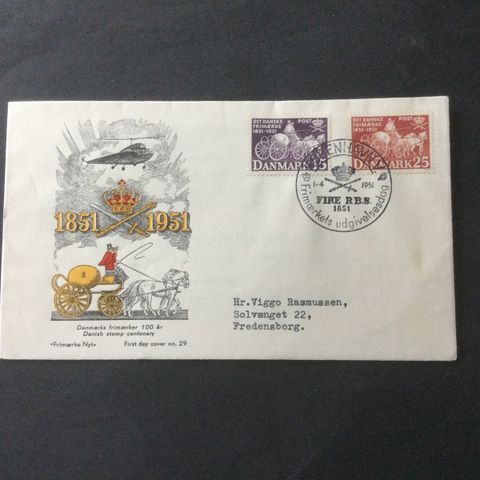 1851 1951
Danmarks frimærker 100 år
Danish stamp centenary
"Frimærke Nyt" First day cover no. 29
DET DANSKE POST
FRIMÆRKE
1851-1951
DANMARK 15
DET DANSKE POST
FRIMÆRKE
1851-1951
DANMARK 25
KØBENHAVN
1-4 1951
FIRE R.B.S.
1851
Frimærkets udgivelsesdag
Hr. Viggo Rasmussen,
Solvænget 22,
Fredensborg.